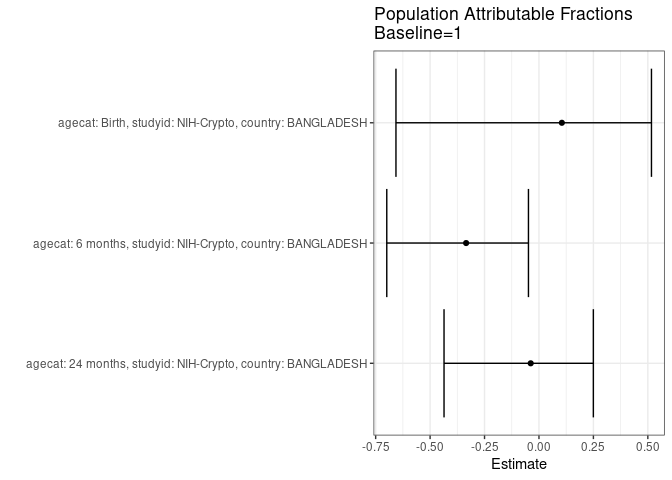 Population Attributable Fractions
Baseline=1
agecat: Birth, studyid: NIH-Crypto, country: BANGLADESH
agecat: 6 months, studyid: NIH-Crypto, country: BANGLADESH
agecat: 24 months, studyid: NIH-Crypto, country: BANGLADESH
-0.75 -0.50 -0.25 0.00 0.25 0.50
Estimate